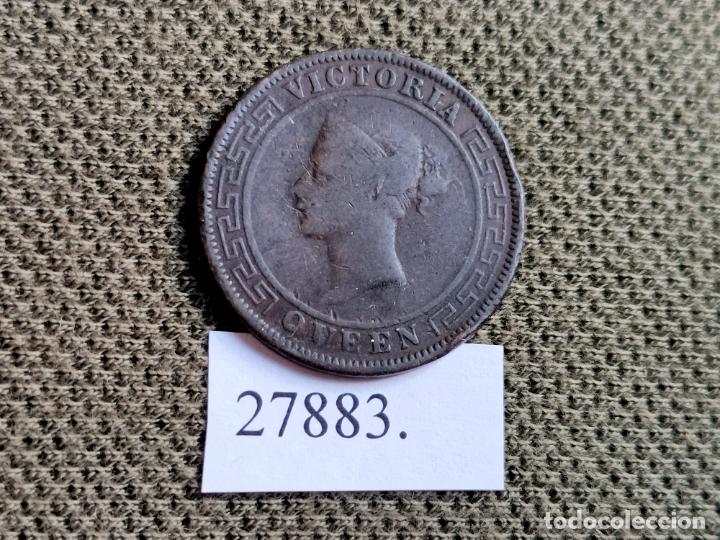 VICTORIA
QUEEN
27883.
todocoleccion